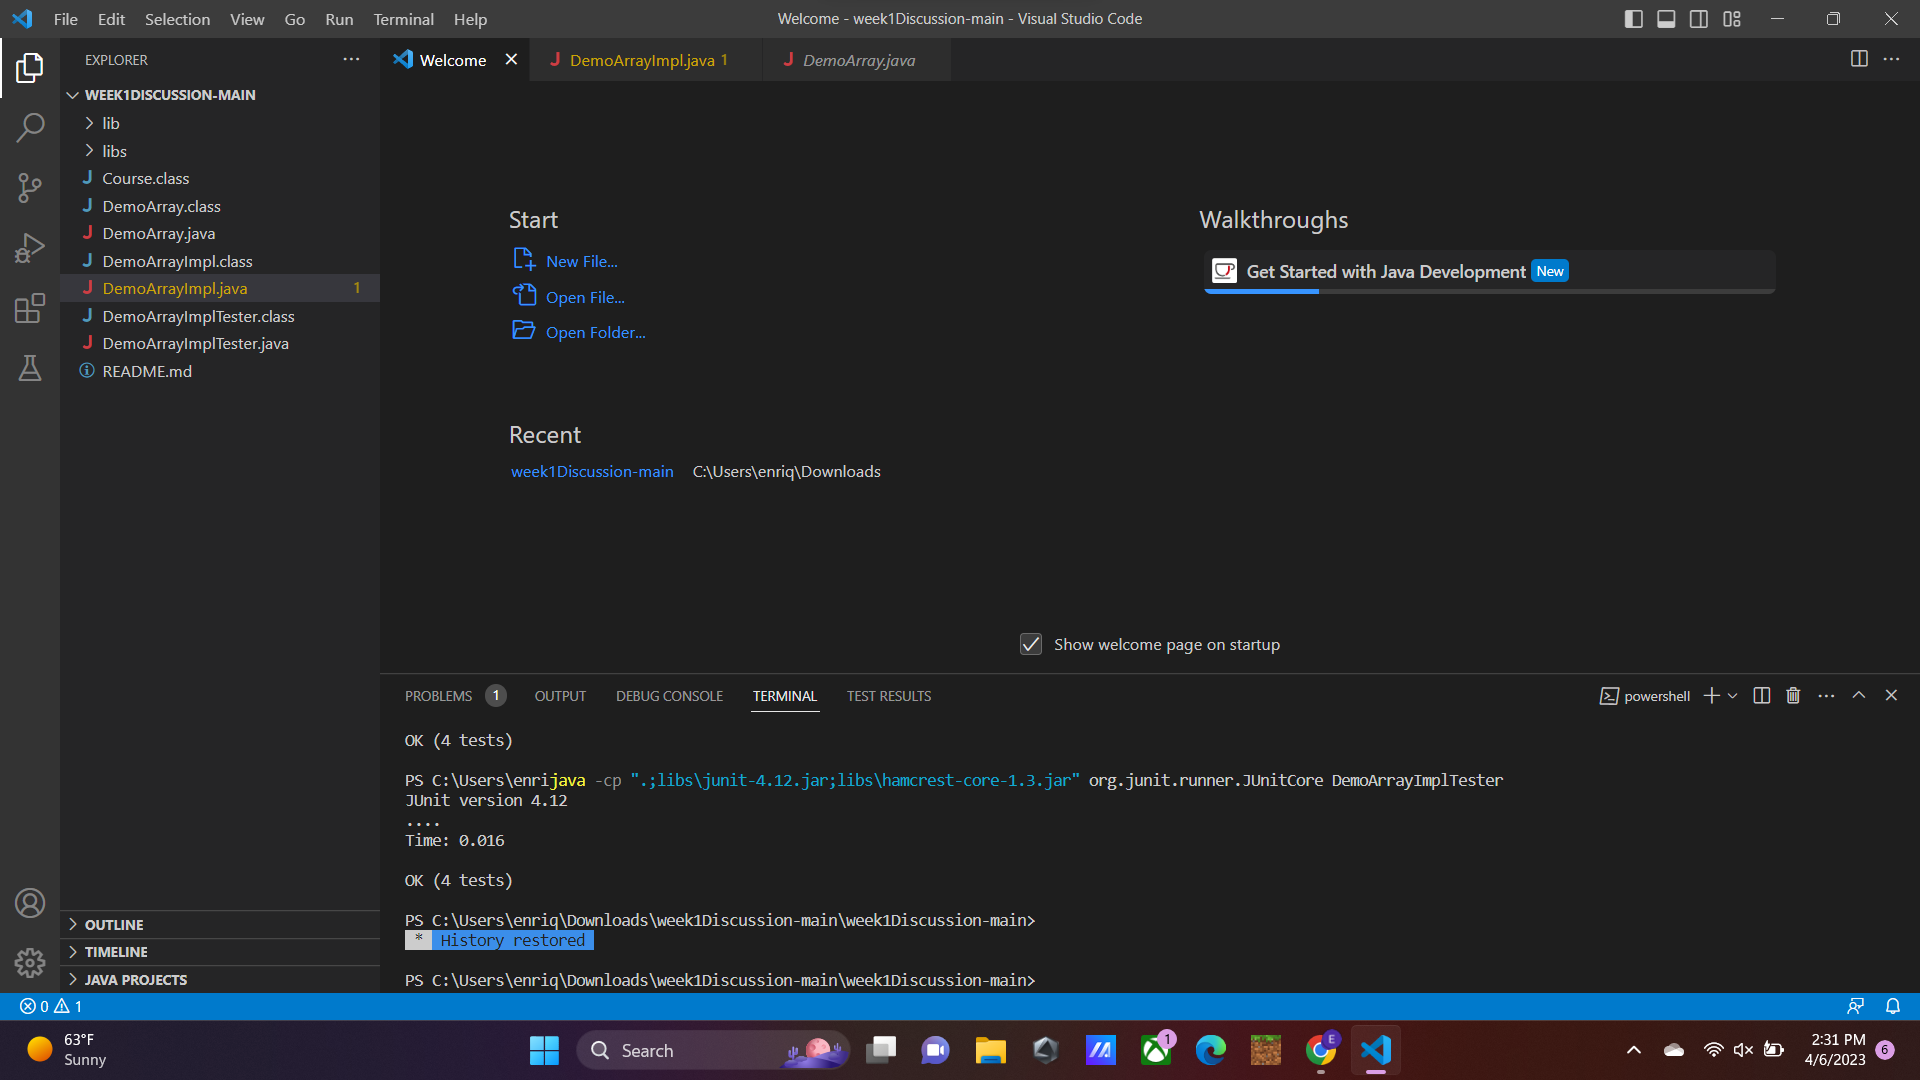 File Edit Selection View Go Run Terminal Help
Welcome - week1Discussion-main - Visual Studio Code
EXPLORER
Welcome
DemoArrayImpl.java 1
DemoArray.java
WEEK1DISCUSSION-MAIN
lib
libs
Course.class
DemoArray.class
DemoArray.java
DemoArrayImpl.class
DemoArrayImpl.java 1
DemoArrayImplTester.class
DemoArrayImplTester.java
README.md
OUTLINE
TIMELINE
JAVA PROJECTS
Start
New File...
Open File...
Open Folder...
Recent
week1Discussion-main C:\Users\enriq\Downloads
Walkthroughs
Get Started with Java Development New
Show welcome page on startup
PROBLEMS 1 OUTPUT DEBUG CONSOLE TERMINAL TEST RESULTS
powershell
OK (4 tests)
PS C:\Users\enrijava -cp ".;libs\junit-4.12.jar;libs\hamcrest-core-1.3.jar" org.junit.runner.JUnitCore DemoArrayImplTester
JUnit version 4.12
....
Time: 0.016
OK (4 tests)
PS C:\Users\enriq\Downloads\week1Discussion-main\week1Discussion-main>
* History restored
PS C:\Users\enriq\Downloads\week1Discussion-main\week1Discussion-main>
0 1
63°F
Sunny
Search
1
E
2:31 PM
4/6/2023
6